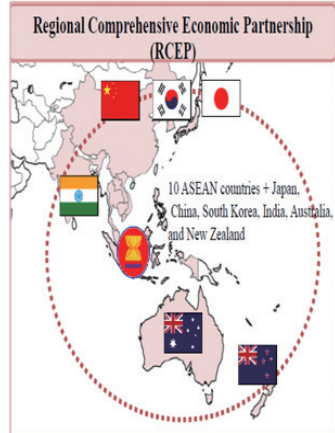 Regional Comprehensive Economic Partnership
(RCEP)
10 ASEAN countries + Japan,
China, South Korea, India, Australia,
and New Zealand